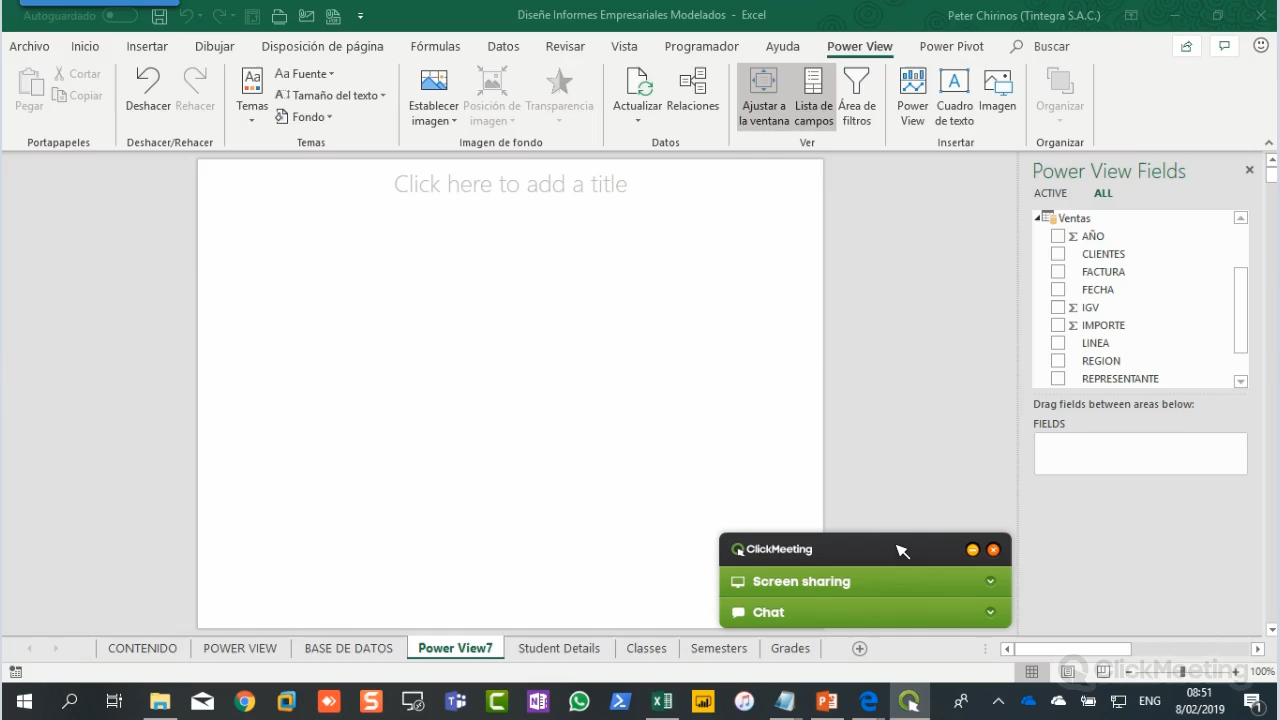 Autoguardado
Diseñe Informes Empresariales Modelados - Excel
Peter Chirinos (Tintegra S.A.C.)
Archivo Inicio Insertar Dibujar Disposición de página Fórmulas Datos Revisar Vista Programador Ayuda Power View Power Pivot Buscar
Pegar
Cortar
Copiar
Portapapeles
Deshacer Rehacer
Deshacer/Rehacer
Aa
Temas
Aa Fuente
Tamaño del texto
Fondo
Temas
Establecer imagen
Posición de imagen
Transparencia
Imagen de fondo
Actualizar
Relaciones
Datos
Ajustar a la ventana
Lista de campos
Área de filtros
Ver
Power View
Cuadro de texto
Imagen
Insertar
Organizar
Organizar
Click here to add a title
Power View Fields
ACTIVE ALL
Ventas
Σ AÑO
CLIENTES
FACTURA
FECHA
Σ IGV
Σ IMPORTE
LINEA
REGION
REPRESENTANTE
Drag fields between areas below:
FIELDS
ClickMeeting
Screen sharing
Chat
CONTENIDO POWER VIEW BASE DE DATOS Power View7 Student Details Classes Semesters Grades
ClickMeeting
100%
ENG
08:51
8/02/2019
1